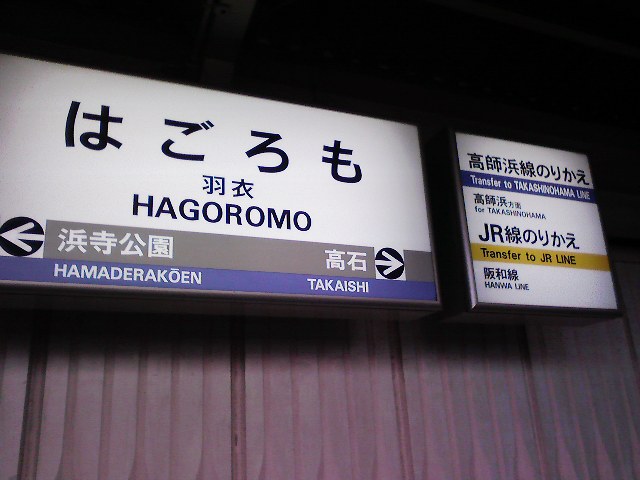 はごろも
羽衣
HAGOROMO
浜寺公園 高石
HAMADERAKŌEN TAKAISHI
高師浜線のりかえ
Transfer to TAKASHINOHAMA LINE
高師浜方面
for TAKASHINOHAMA
JR線のりかえ
Transfer to JR LINE
阪和線
HANWA LINE